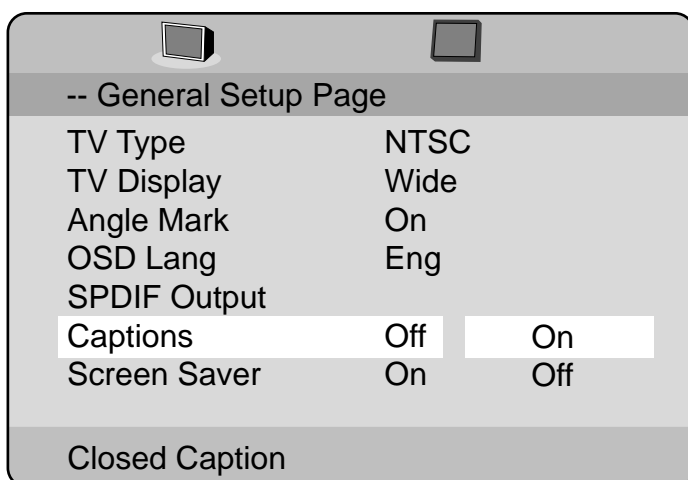 -- General Setup Page
TV Type NTSC
TV Display Wide
Angle Mark On
OSD Lang Eng
SPDIF Output
Captions Off On
Screen Saver On Off
Closed Caption